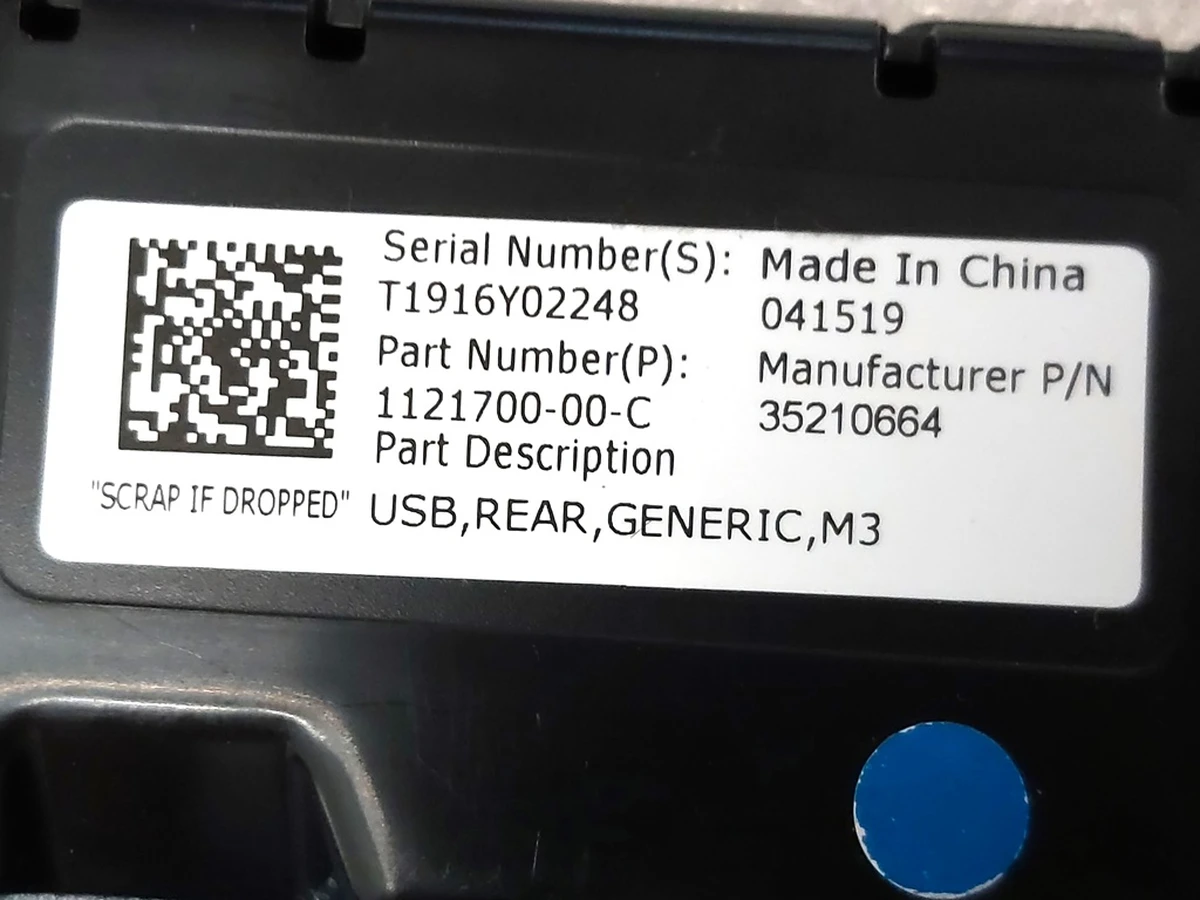 Serial Number(S):
T1916Y02248
Part Number(P):
1121700-00-C
Part Description
USB,REAR,GENERIC,M3
Made In China
041519
Manufacturer P/N
35210664
"SCRAP IF DROPPED"